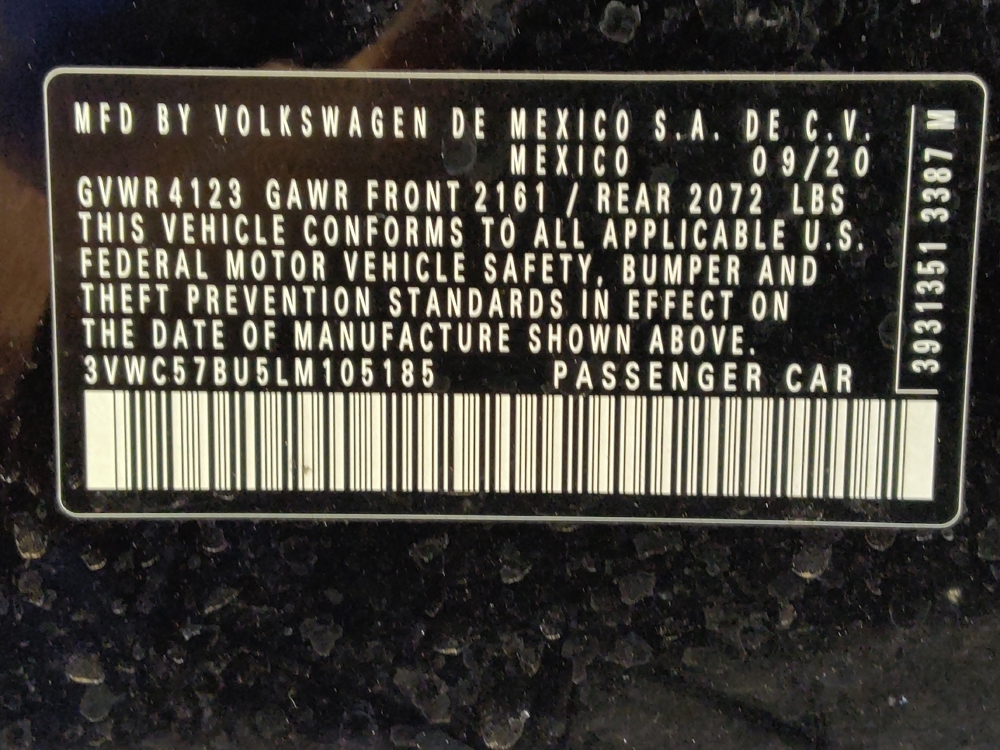 MFD BY VOLKSWAGEN DE MEXICO S.A. DE C.V.
MEXICO 09/20
GVWR 4123 GAWR FRONT 2161 / REAR 2072 LBS
THIS VEHICLE CONFORMS TO ALL APPLICABLE U.S.
FEDERAL MOTOR VEHICLE SAFETY, BUMPER AND
THEFT PREVENTION STANDARDS IN EFFECT ON
THE DATE OF MANUFACTURE SHOWN ABOVE.
3VWC57BU5LM105185 PASSENGER CAR
3931351 3387 M